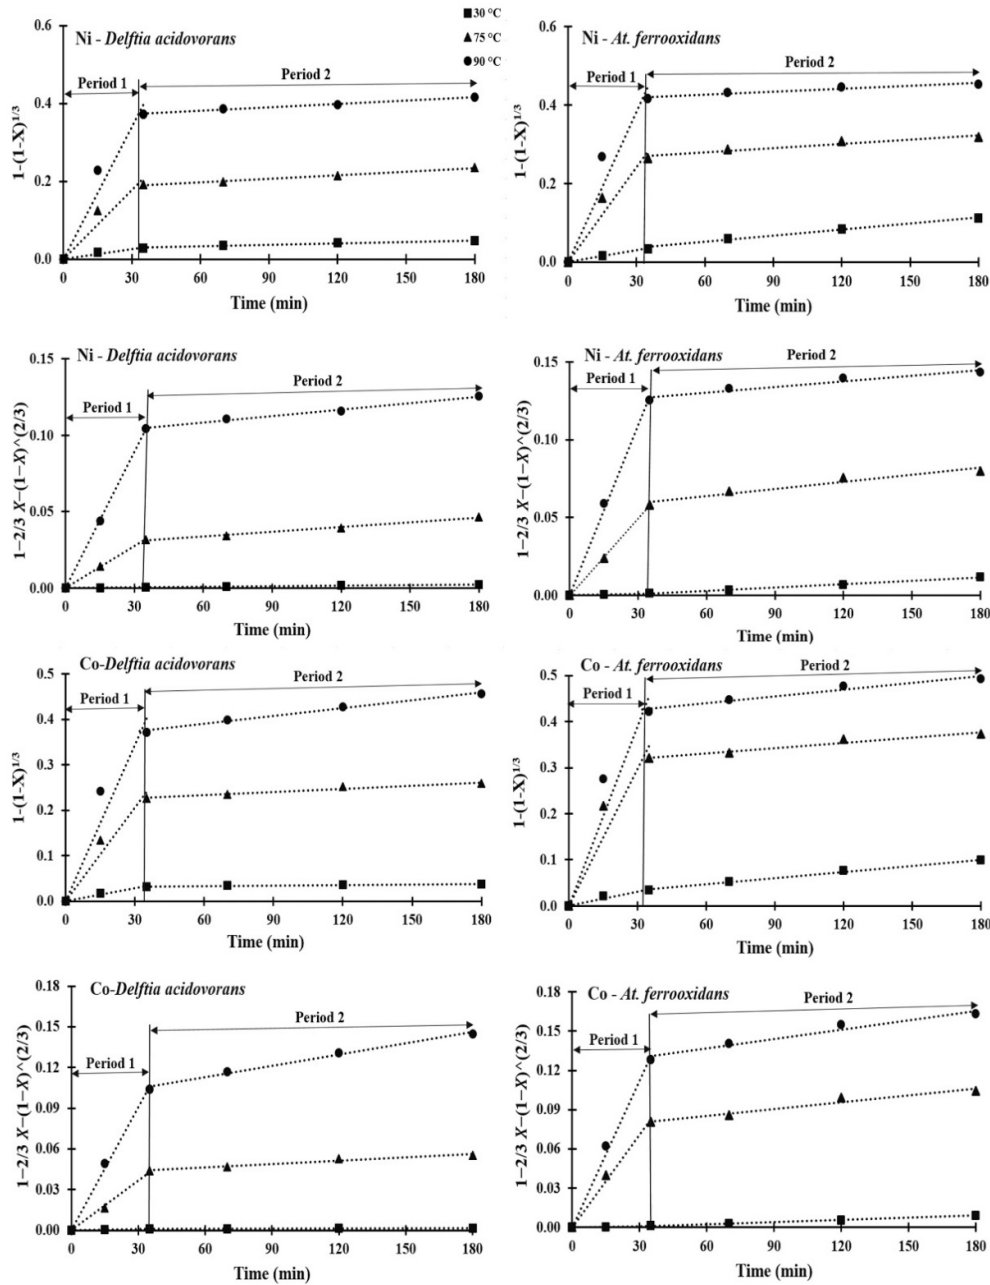 ■ 30 °C
▲ 75 °C
● 90 °C
Ni - Delftia acidovorans
Period 1
Period 2
1-(1-X)^1/3
0.6
0.4
0.2
0.0
0 30 60 90 120 150 180
Time (min)
Ni - At. ferrooxidans
Period 1
Period 2
1-(1-X)^1/3
0.6
0.4
0.2
0.0
0 30 60 90 120 150 180
Time (min)
Ni - Delftia acidovorans
Period 1
Period 2
1−2/3 X−(1−X)^(2/3)
0.15
0.10
0.05
0.00
0 30 60 90 120 150 180
Time (min)
Ni - At. ferrooxidans
Period 1
Period 2
1−2/3 X−(1−X)^(2/3)
0.15
0.10
0.05
0.00
0 30 60 90 120 150 180
Time (min)
Co-Delftia acidovorans
Period 1
Period 2
1-(1-X)^1/3
0.5
0.4
0.3
0.2
0.1
0.0
0 30 60 90 120 150 180
Time (min)
Co - At. ferrooxidans
Period 1
Period 2
1-(1-X)^1/3
0.5
0.4
0.3
0.2
0.1
0.0
0 30 60 90 120 150 180
Time (min)
Co-Delftia acidovorans
Period 1
Period 2
1−2/3 X−(1−X)^(2/3)
0.18
0.15
0.12
0.09
0.06
0.03
0.00
0 30 60 90 120 150 180
Time (min)
Co - At. ferrooxidans
Period 1
Period 2
1−2/3 X−(1−X)^(2/3)
0.18
0.15
0.12
0.09
0.06
0.03
0.00
0 30 60 90 120 150 180
Time (min)